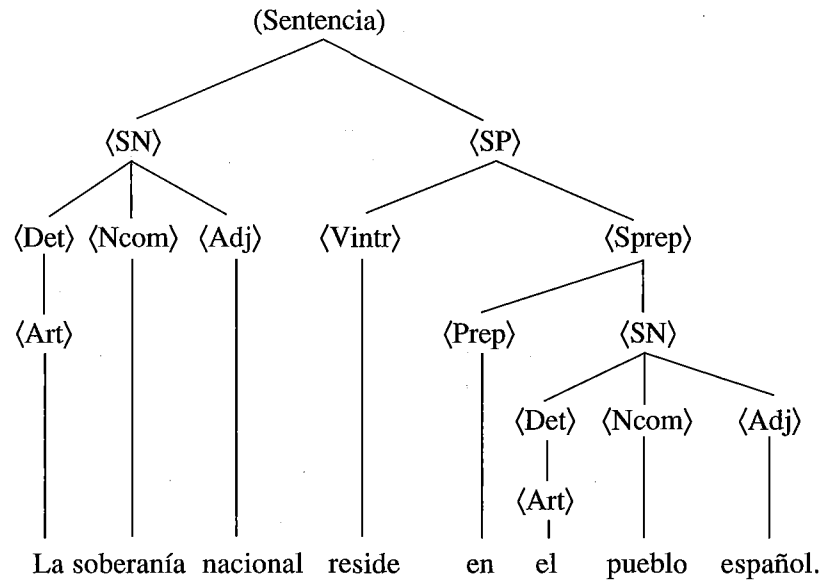 (Sentencia)
⟨SN⟩ ⟨SP⟩
⟨Det⟩ ⟨Ncom⟩ ⟨Adj⟩ ⟨Vintr⟩ ⟨Sprep⟩
⟨Art⟩ ⟨Prep⟩ ⟨SN⟩
⟨Det⟩ ⟨Ncom⟩ ⟨Adj⟩
⟨Art⟩
La soberanía nacional reside en el pueblo español.